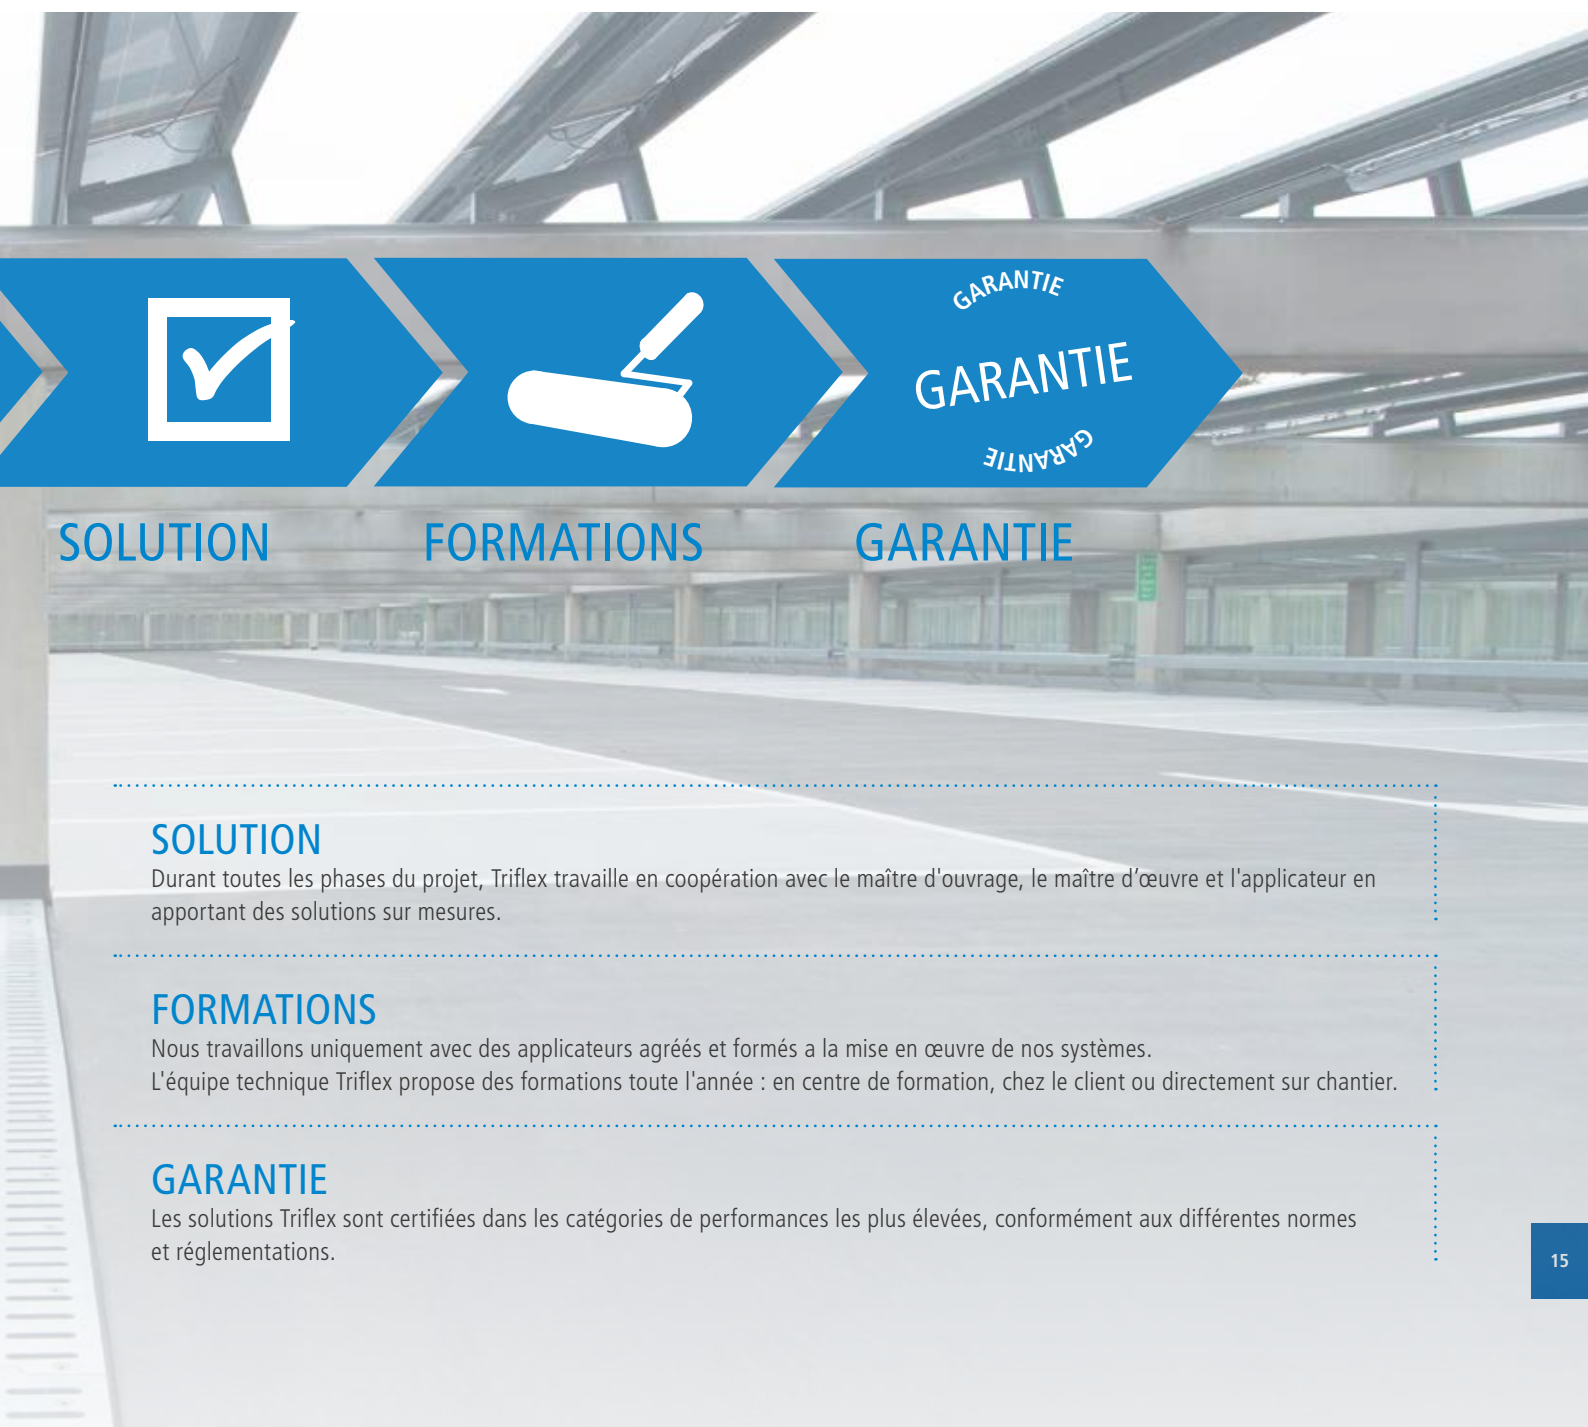 GARANTIE
GARANTIE
GARANTIE
SOLUTION
FORMATIONS
GARANTIE
SOLUTION
Durant toutes les phases du projet, Triflex travaille en coopération avec le maître d'ouvrage, le maître d’œuvre et l'applicateur en
apportant des solutions sur mesures.
FORMATIONS
Nous travaillons uniquement avec des applicateurs agréés et formés a la mise en œuvre de nos systèmes.
L'équipe technique Triflex propose des formations toute l'année : en centre de formation, chez le client ou directement sur chantier.
GARANTIE
Les solutions Triflex sont certifiées dans les catégories de performances les plus élevées, conformément aux différentes normes
et réglementations.
15